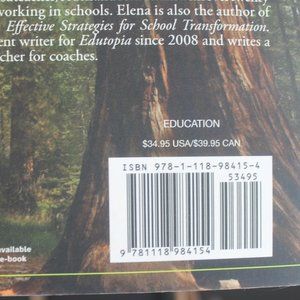 working in schools. Elena is also the author of
Effective Strategies for School Transformation.
ent writer for Edutopia since 2008 and writes a
cher for coaches.
EDUCATION
$34.95 USA/$39.95 CAN
ISBN 978-1-118-98415-4
53495
9 781118 984154
available
e-book